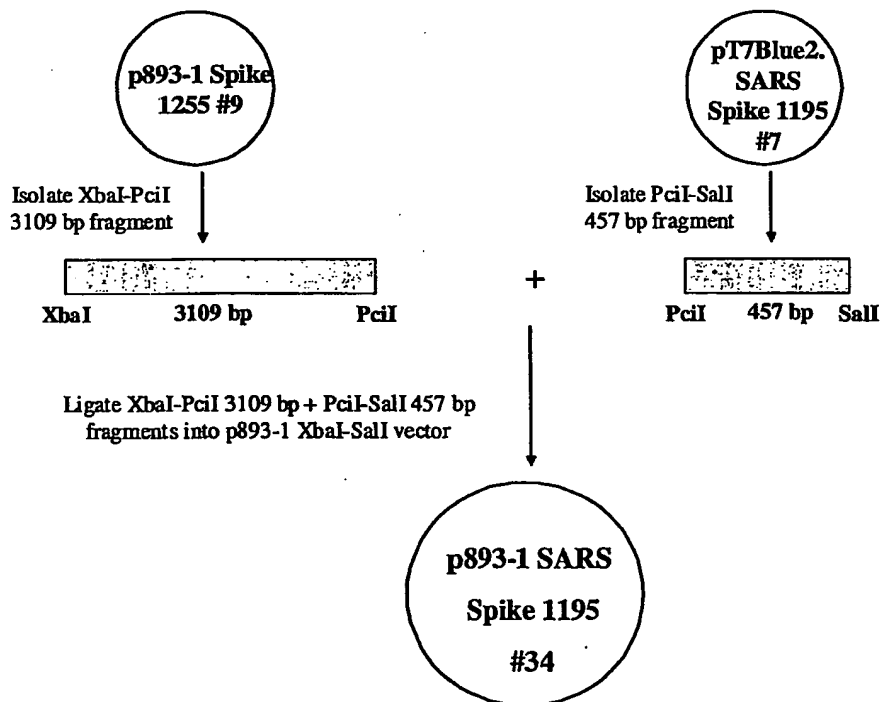 p893-1 Spike
1255 #9
pT7Blue2.
SARS
Spike 1195
#7
Isolate XbaI-PciI
3109 bp fragment
Isolate PciI-SalI
457 bp fragment
+
XbaI 3109 bp PciI
PciI 457 bp SalI
Ligate XbaI-PciI 3109 bp + PciI-SalI 457 bp
fragments into p893-1 XbaI-SalI vector
p893-1 SARS
Spike 1195
#34